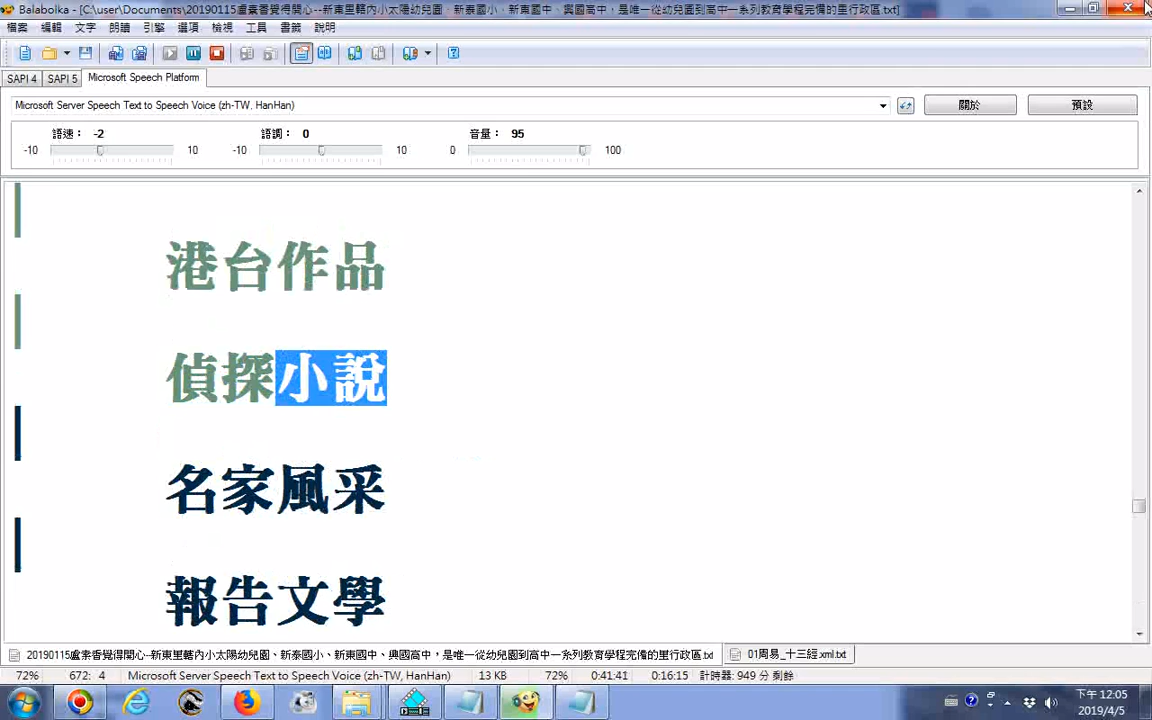 Balabolka - [C:\user\Documents\20190115盧素香覺得開心--新東里轄內小太陽幼兒園、新泰國小、新東國中、興國高中，是唯一從幼兒園到高中一系列教育學程完備的里行政區.txt]
檔案 編輯 文字 朗讀 引擎 選項 檢視 工具 書籤 說明
SAPI 4 SAPI 5 Microsoft Speech Platform
Microsoft Server Speech Text to Speech Voice (zh-TW, HanHan) 關於 預設
語速： -2 語調： 0 音量： 95
-10 10 -10 10 0 100
港台作品
偵探小說
名家風采
報告文學
20190115盧素香覺得開心--新東里轄內小太陽幼兒園、新泰國小、新東國中、興國高中，是唯一從幼兒園到高中一系列教育學程完備的里行政區.txt 01周易_十三經.xml.txt
72% 672: 4 Microsoft Server Speech Text to Speech Voice (zh-TW, HanHan) 13 KB 72% 0:41:41 0:16:15 計時器: 949 分 剩餘
下午 12:05
2019/4/5